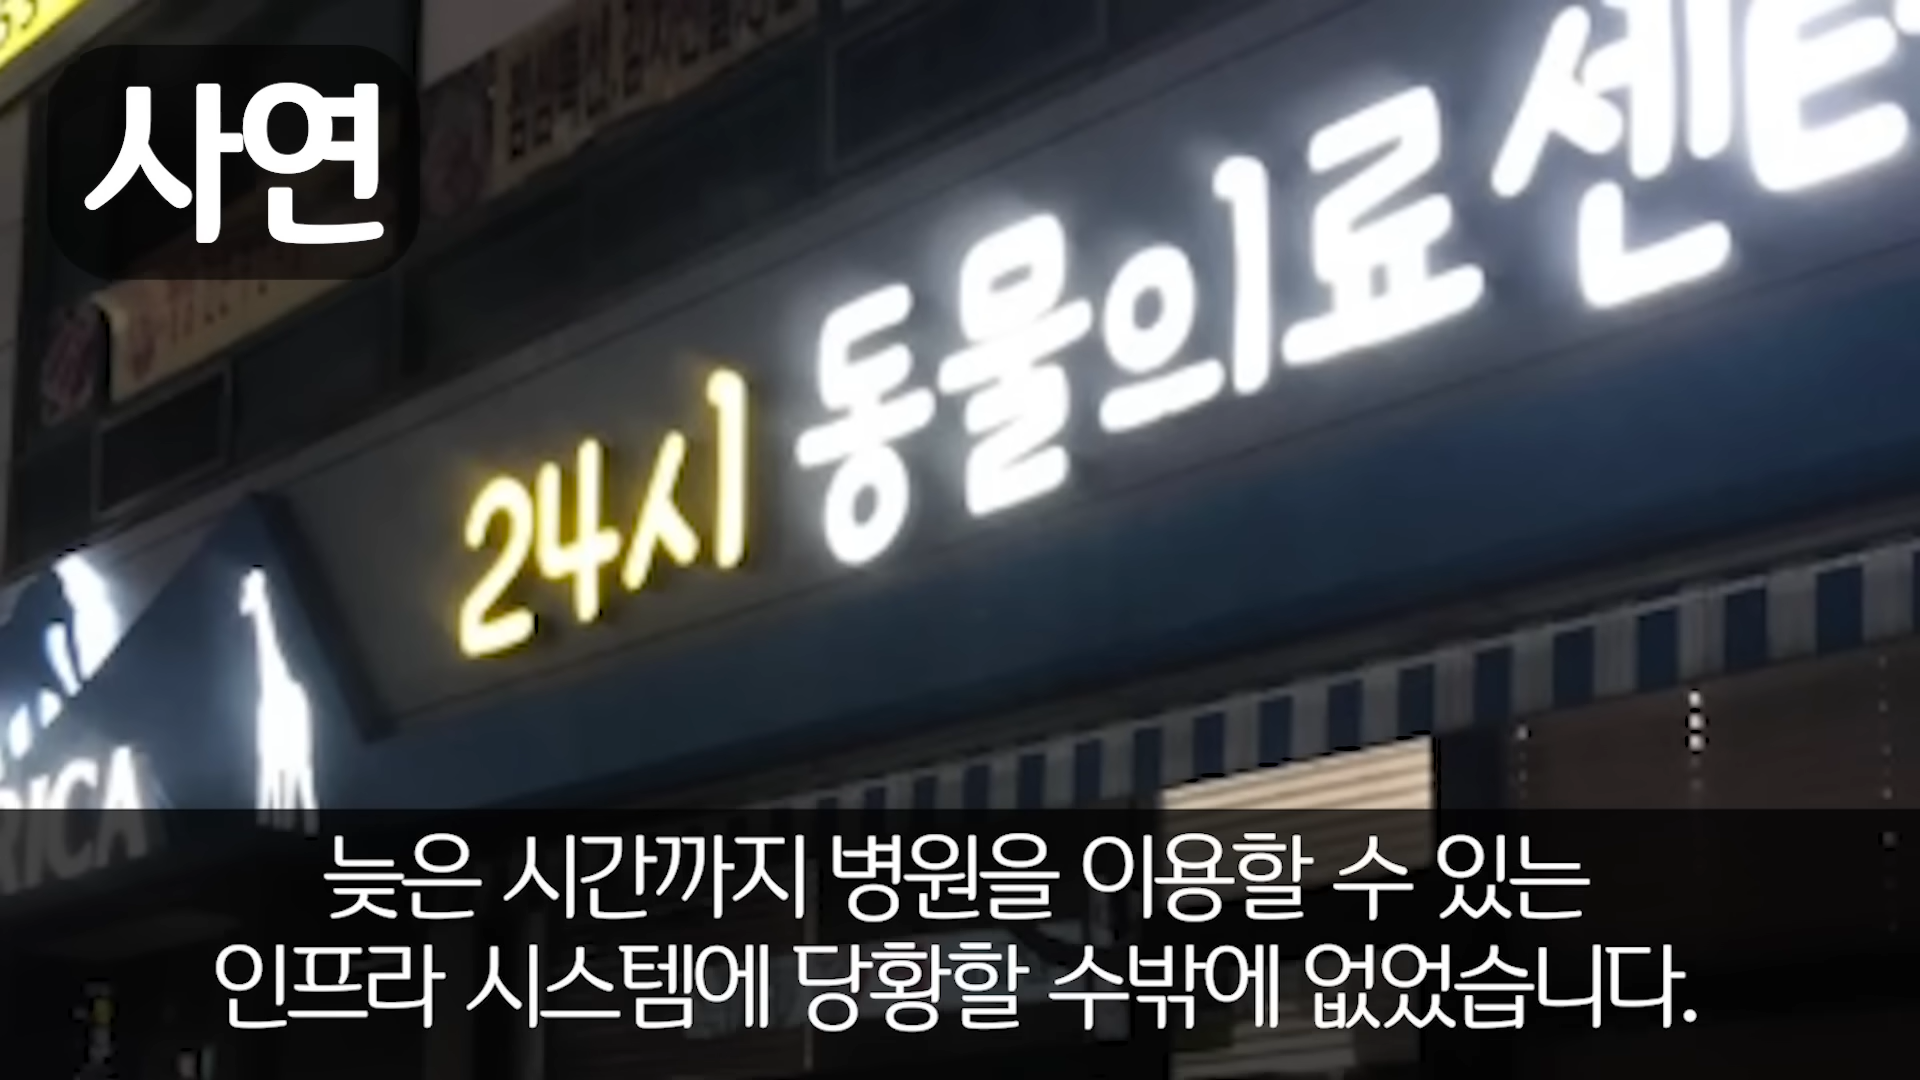 사연
24시 동물의료센터
RICA
늦은 시간까지 병원을 이용할 수 있는
인프라 시스템에 당황할 수밖에 없었습니다.